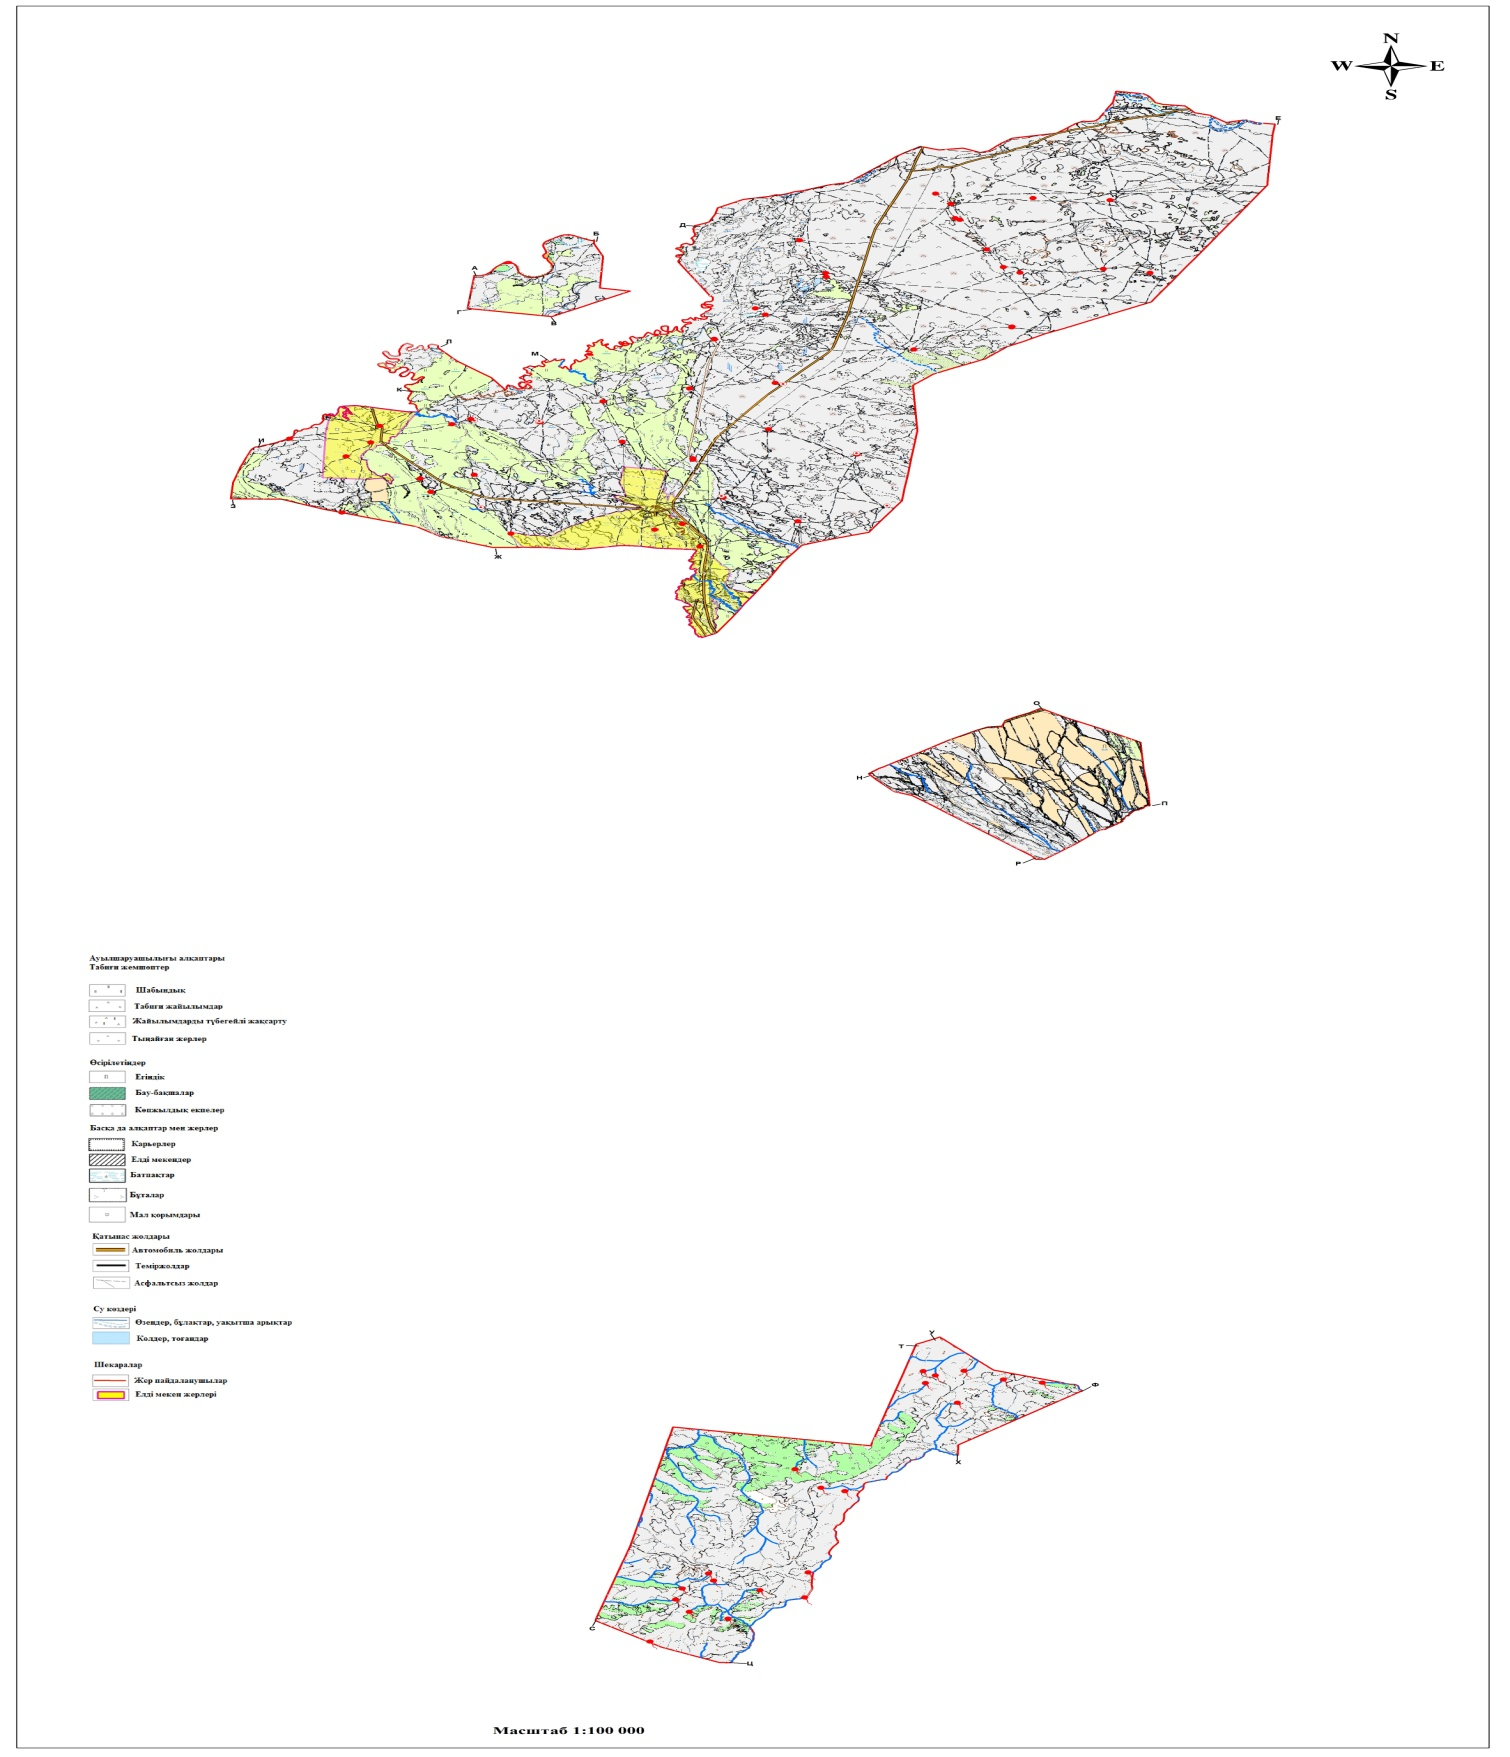 N
W E
S
Е
Д
Б
А
Г
В
Л
М
К
И
З
Ж
О
Н
П
Р
Ауылшаруашылығы алқаптары
Табиғи жемшөптер
Шабындық
Табиғи жайылымдар
Жайылымдарды түбегейлі жақсарту
Тыңайған жерлер
Өсірілетіндер
Егіндік
Бау-бақшалар
Көпжылдық екпелер
Басқа да алқаптар мен жерлер
Карьерлер
Елді мекендер
Батпақтар
Бұталар
Мал қорымдары
Қатынас жолдары
Автомобиль жолдары
Теміржолдар
Асфальтсыз жолдар
Су көздері
Өзендер, бұлақтар, уақытша арықтар
Көлдер, тоғандар
Шекаралар
Жер пайдаланушылар
Елді мекен жерлері
У
Т
Ф
Х
С
Ц
Масштаб 1:100 000